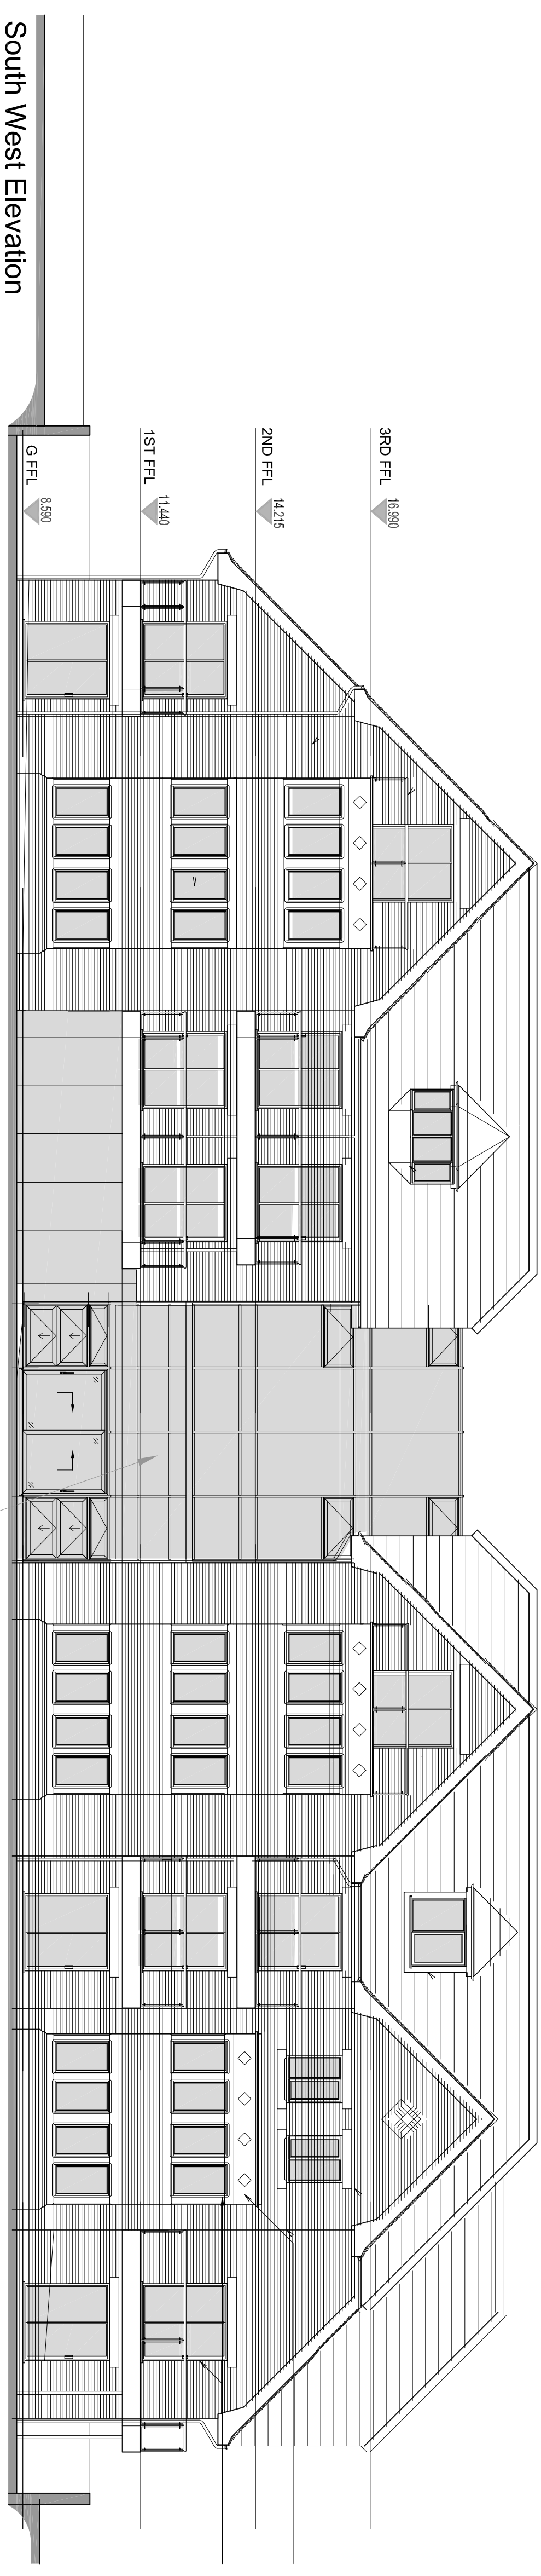 3RD FFL
16.990
2ND FFL
14.215
1ST FFL
11.440
G FFL
8.590
South West Elevation